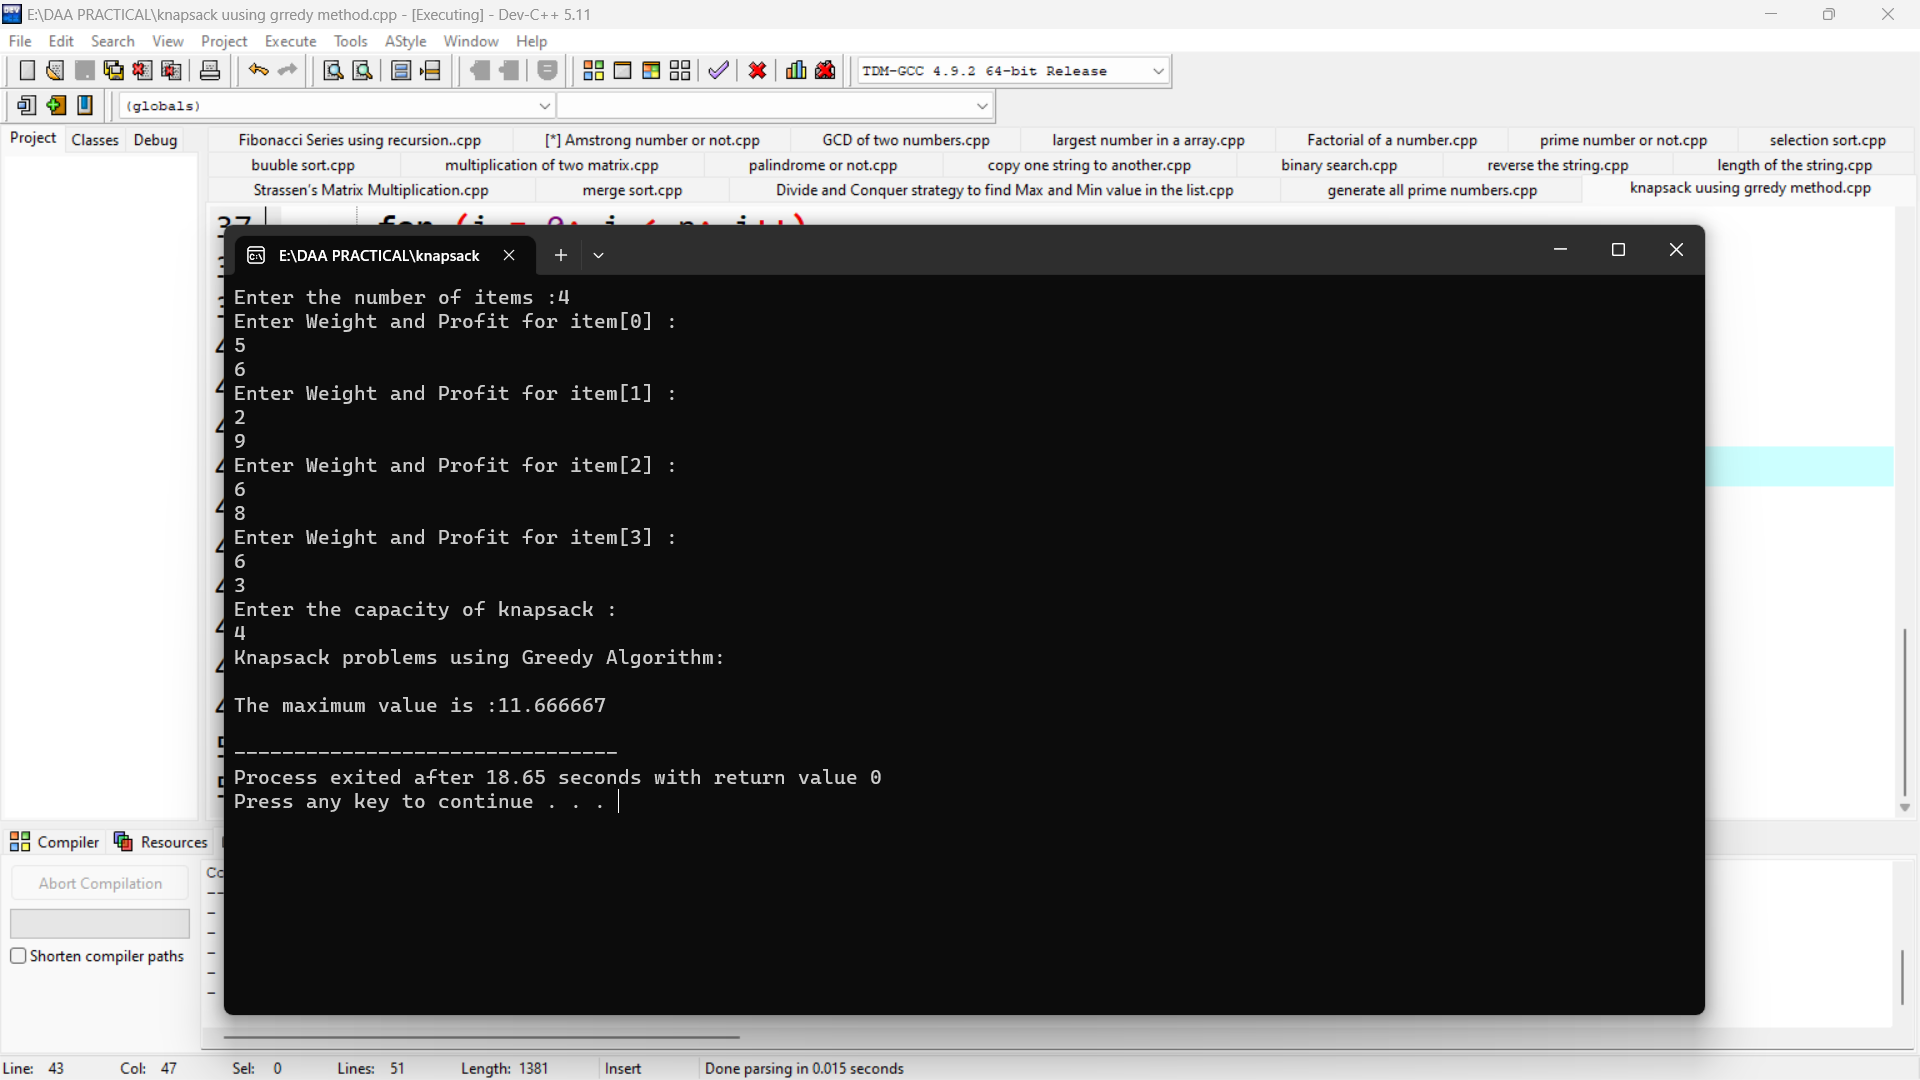 E:\DAA PRACTICAL\knapsack uusing grredy method.cpp - [Executing] - Dev-C++ 5.11
File Edit Search View Project Execute Tools AStyle Window Help
TDM-GCC 4.9.2 64-bit Release
(globals)
Project Classes Debug
Fibonacci Series using recursion..cpp [*] Amstrong number or not.cpp GCD of two numbers.cpp largest number in a array.cpp Factorial of a number.cpp prime number or not.cpp selection sort.cpp
buuble sort.cpp multiplication of two matrix.cpp palindrome or not.cpp copy one string to another.cpp binary search.cpp reverse the string.cpp length of the string.cpp
Strassen's Matrix Multiplication.cpp merge sort.cpp Divide and Conquer strategy to find Max and Min value in the list.cpp generate all prime numbers.cpp knapsack uusing grredy method.cpp
E:\DAA PRACTICAL\knapsack
Enter the number of items :4
Enter Weight and Profit for item[0] :
5
6
Enter Weight and Profit for item[1] :
2
9
Enter Weight and Profit for item[2] :
6
8
Enter Weight and Profit for item[3] :
6
3
Enter the capacity of knapsack :
4
Knapsack problems using Greedy Algorithm:
The maximum value is :11.666667
--------------------------------
Process exited after 18.65 seconds with return value 0
Press any key to continue . . .
Compiler Resources
Abort Compilation
Shorten compiler paths
Line: 43 Col: 47 Sel: 0 Lines: 51 Length: 1381 Insert Done parsing in 0.015 seconds